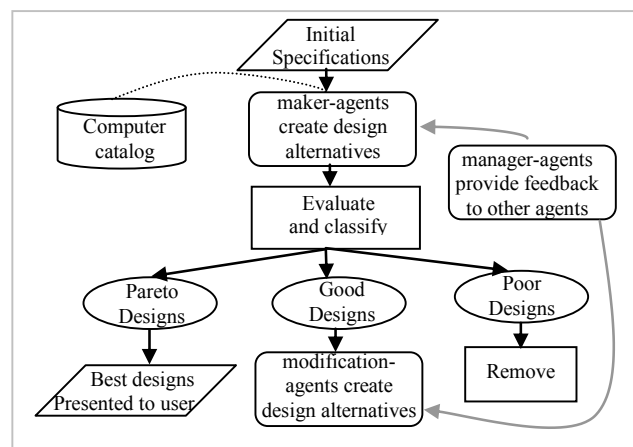 Initial
Specifications
Computer
catalog
maker-agents
create design
alternatives
manager-agents
provide feedback
to other agents
Evaluate
and classify
Pareto
Designs
Good
Designs
Poor
Designs
Best designs
Presented to user
modification-
agents create
design alternatives
Remove